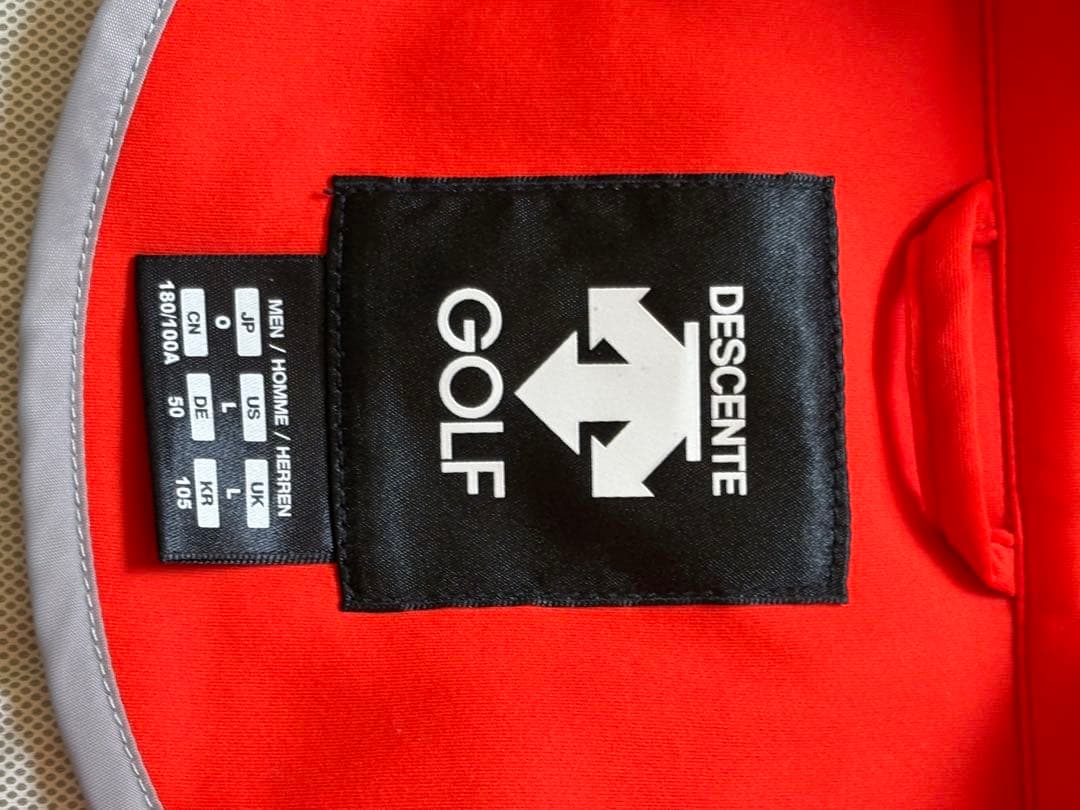 DESCENTE
GOLF
MEN / HOMME / HERREN
JP US UK
O L L
CN DE KR
180/100A 50 105